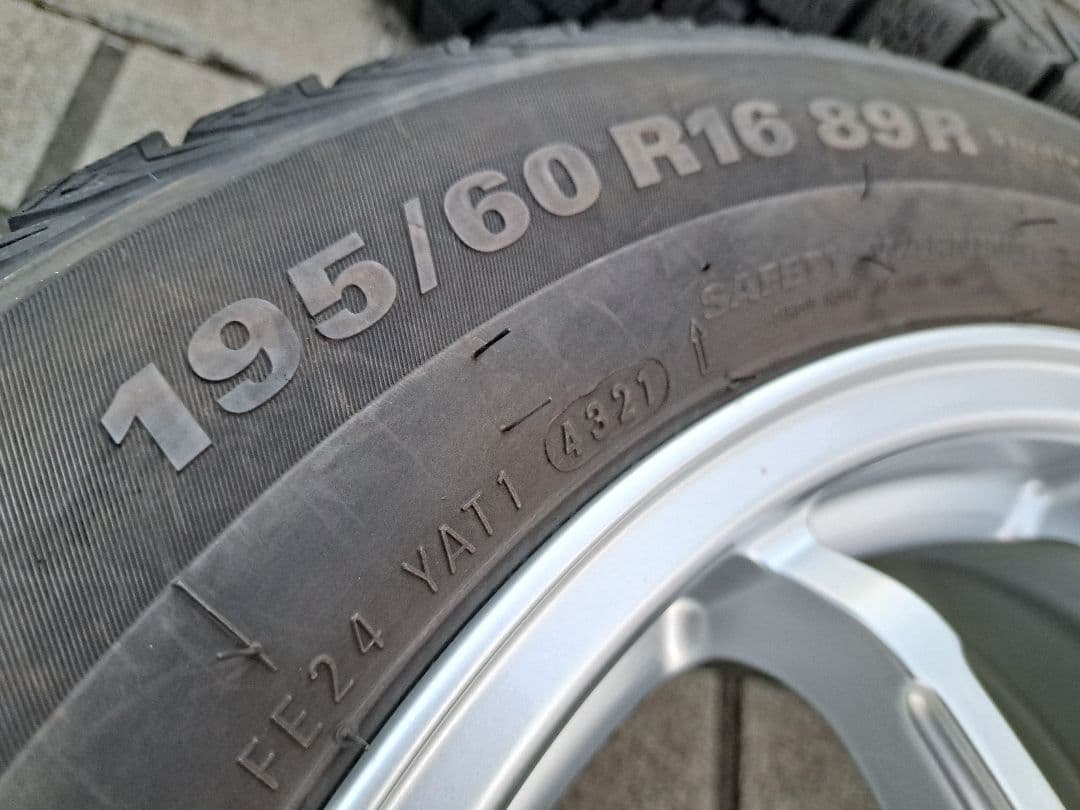 195/60 R16 89R
SAFETY
FE24 YAT1 4321